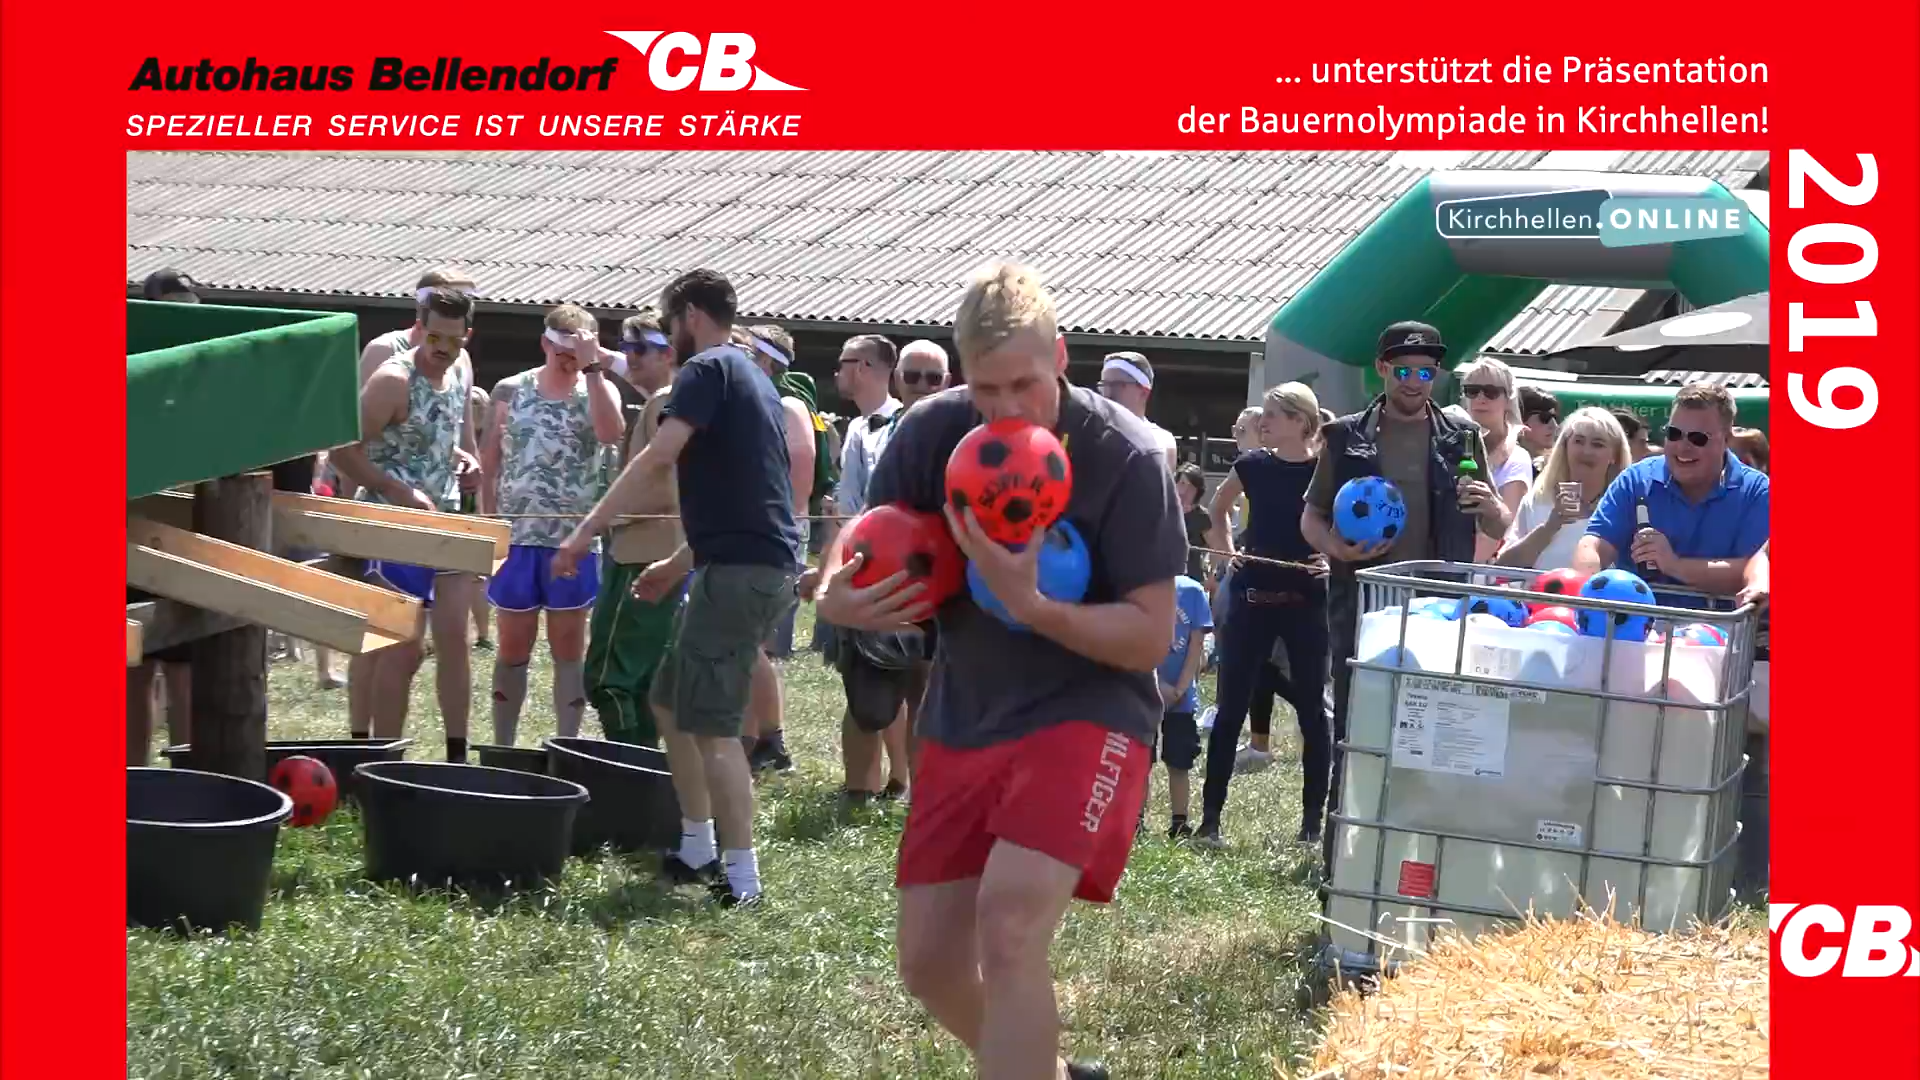 Autohaus Bellendorf CB
SPEZIELLER SERVICE IST UNSERE STÄRKE
... unterstützt die Präsentation
der Bauernolympiade in Kirchhellen!
2019
Kirchhellen.ONLINE
SUPER
HILFIGER
CB